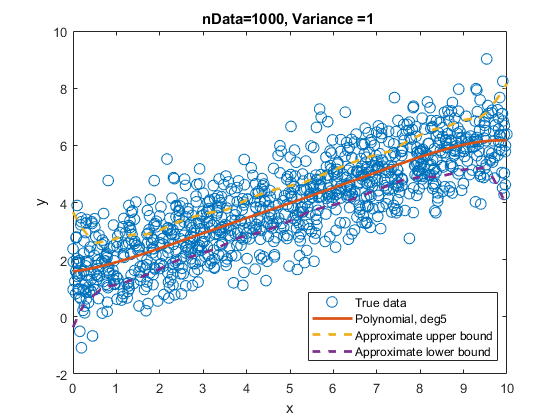 nData=1000, Variance =1
10
8
6
4
2
0
-2
y
0 1 2 3 4 5 6 7 8 9 10
x
True data
Polynomial, deg5
Approximate upper bound
Approximate lower bound